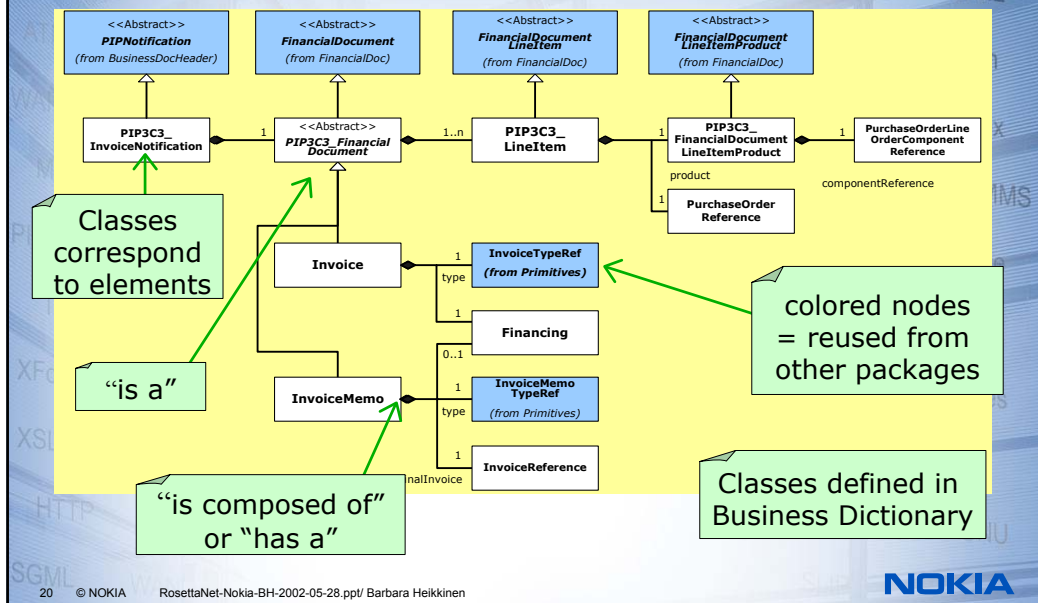 <<Abstract>>
PIPNotification
(from BusinessDocHeader)
<<Abstract>>
FinancialDocument
(from FinancialDoc)
<<Abstract>>
FinancialDocument
LineItem
(from FinancialDoc)
<<Abstract>>
FinancialDocument
LineItemProduct
(from FinancialDoc)
PIP3C3_
InvoiceNotification
1
<<Abstract>>
PIP3C3_Financial
Document
1..n
PIP3C3_
LineItem
1
PIP3C3_
FinancialDocument
LineItemProduct
product
1
PurchaseOrderLine
OrderComponent
Reference
componentReference
1
PurchaseOrder
Reference
Classes
correspond
to elements
Invoice
1
type
InvoiceTypeRef
(from Primitives)
1
Financing
0..1
colored nodes
= reused from
other packages
“is a”
InvoiceMemo
1
type
InvoiceMemo
TypeRef
(from Primitives)
1
InvoiceReference
nalInvoice
“is composed of”
or “has a”
Classes defined in
Business Dictionary
XSL
HTTP
SGML
20 © NOKIA RosettaNet-Nokia-BH-2002-05-28.ppt/ Barbara Heikkinen
NOKIA